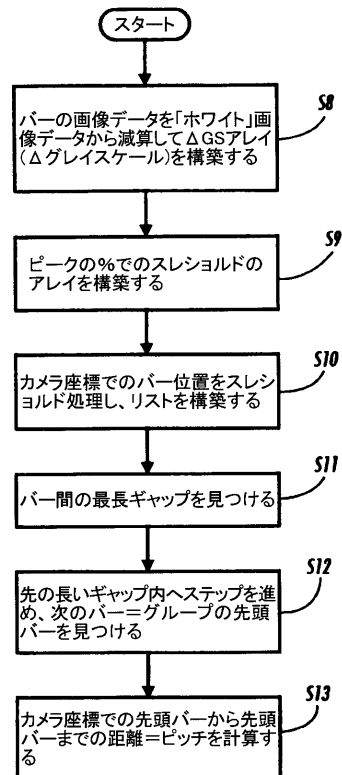 スタート
S8
バーの画像データを「ホワイト」画
像データから減算してΔGSアレイ
(Δグレイスケール)を構築する
S9
ピークの%でのスレショルドの
アレイを構築する
S10
カメラ座標でのバー位置をスレシ
ョルド処理し、リストを構築する
S11
バー間の最長ギャップを見つける
S12
先の長いギャップ内へステップを進
め、次のバー=グループの先頭
バーを見つける
S13
カメラ座標での先頭バーから先頭
バーまでの距離=ピッチを計算す
る